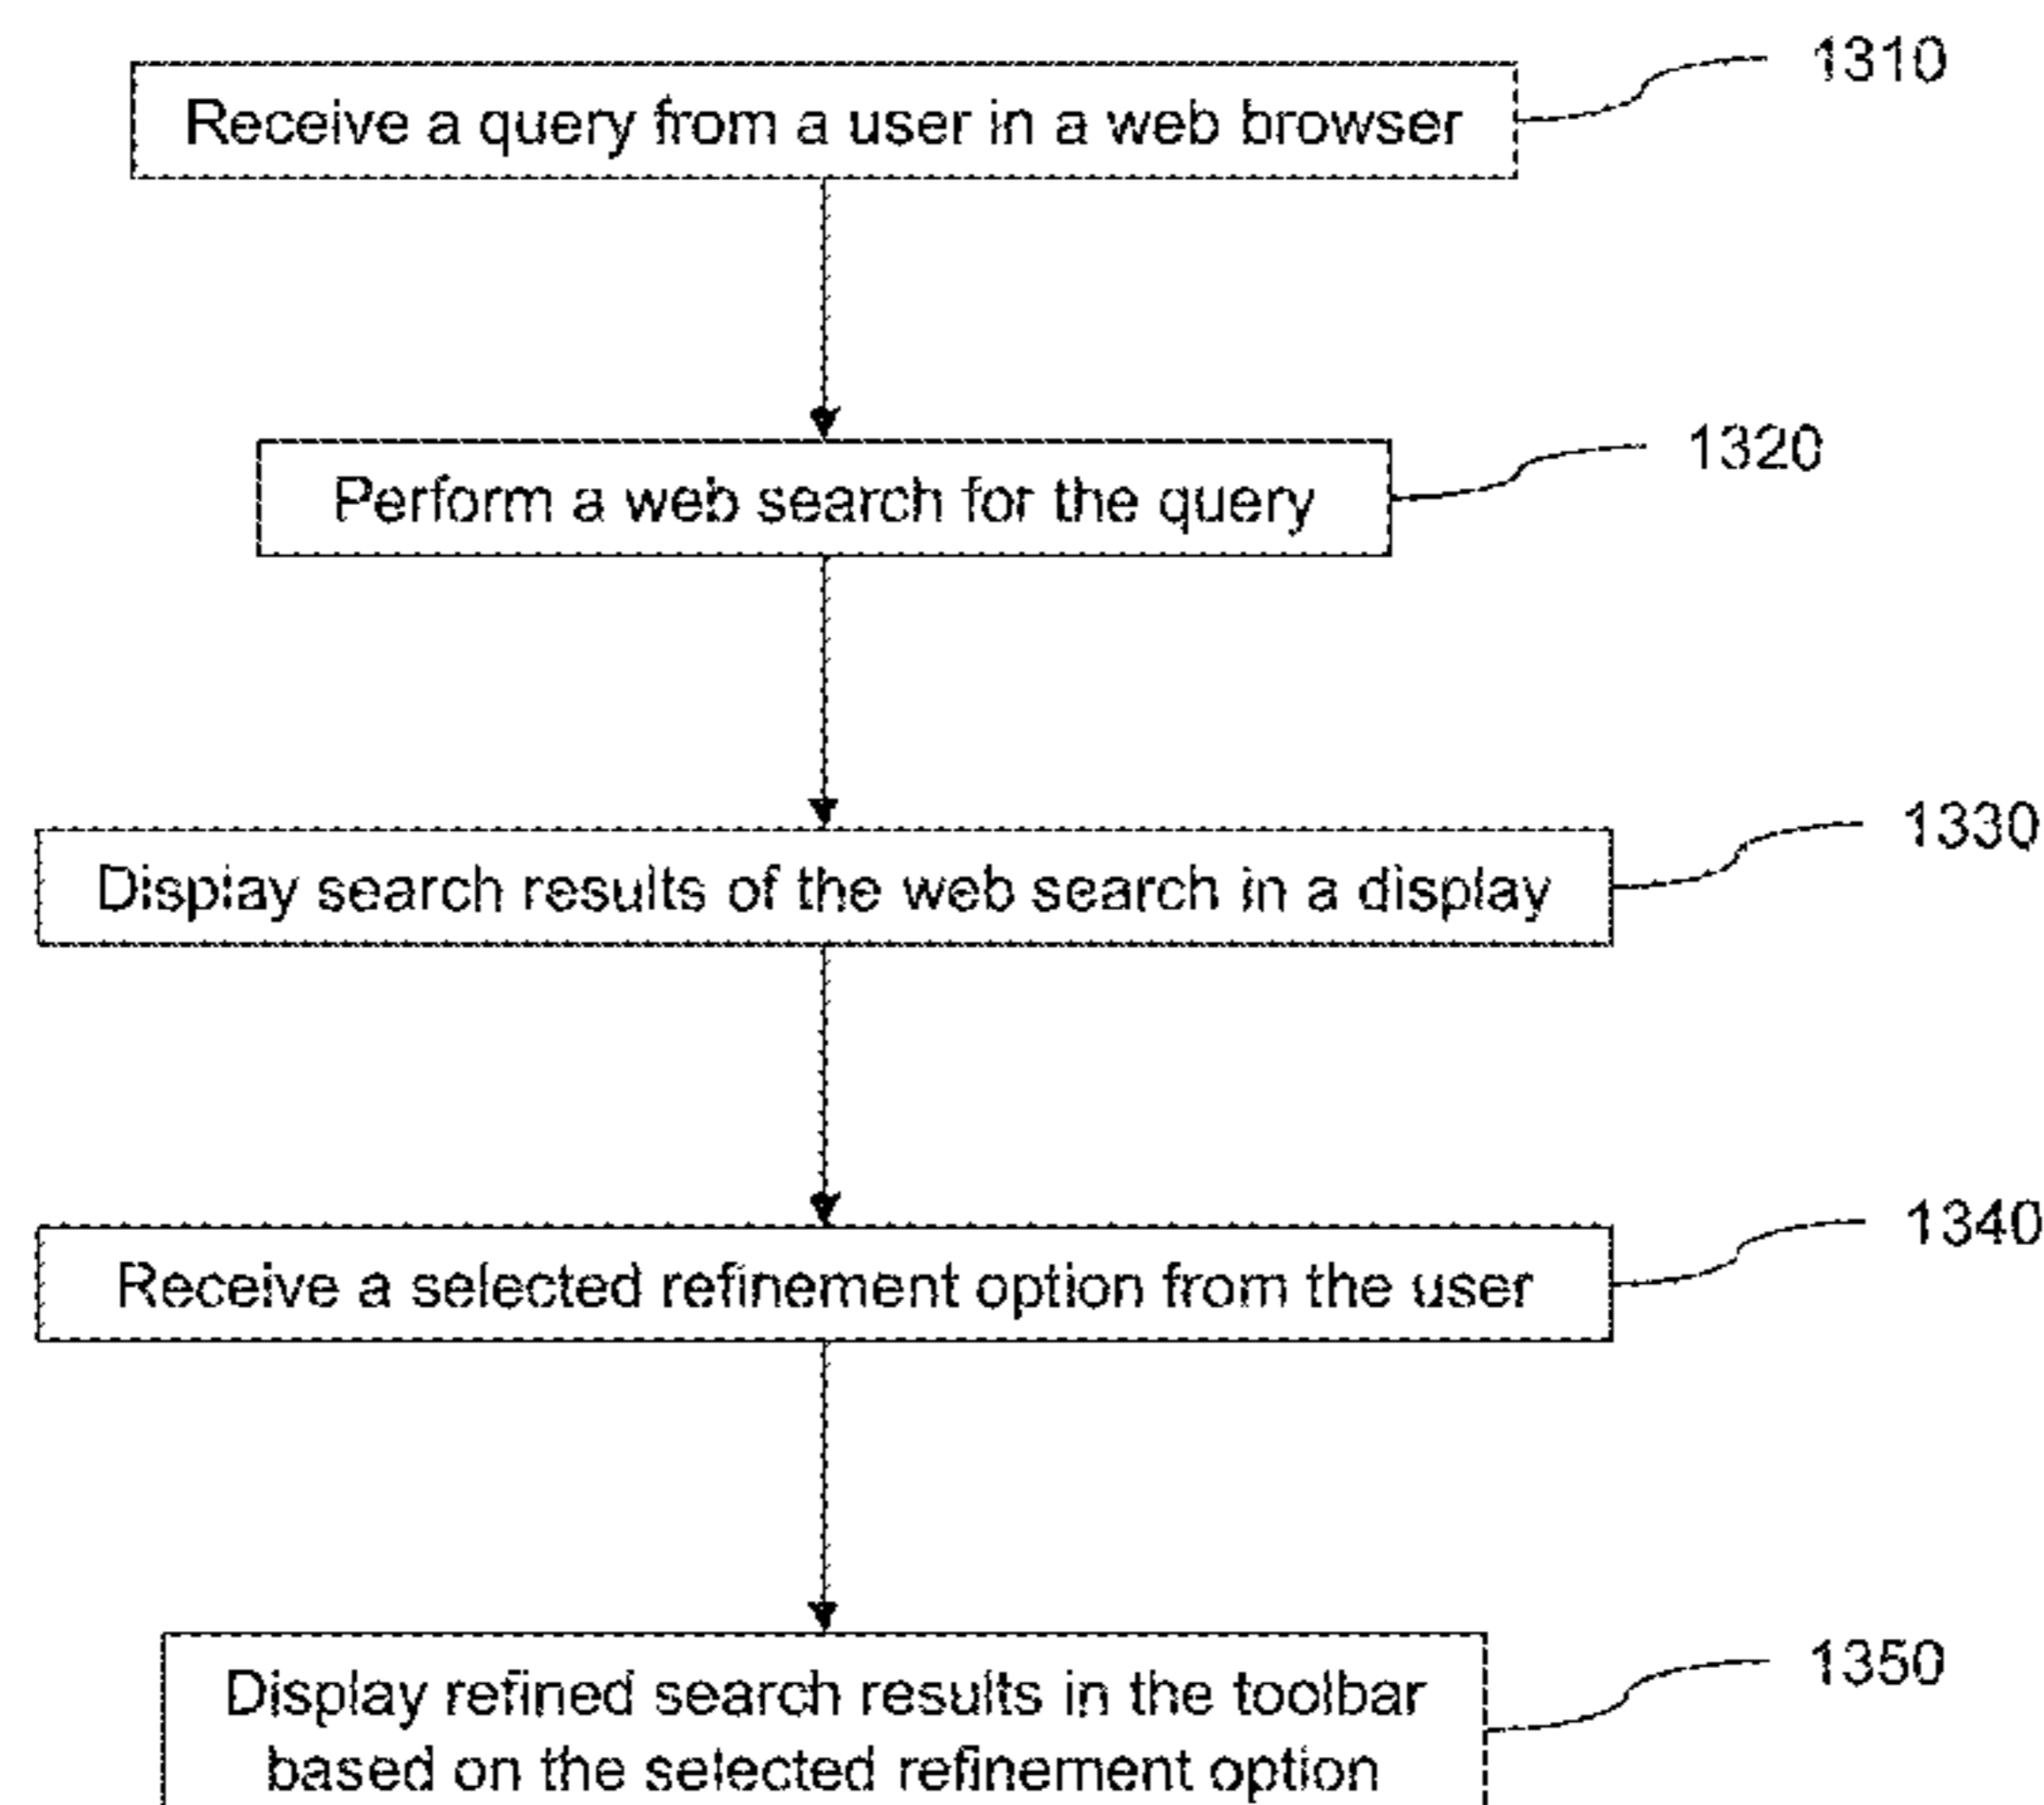 1310
Receive a query from a user in a web browser
1320
Perform a web search for the query
1330
Display search results of the web search in a display
1340
Receive a selected refinement option from the user
1350
Display refined search results in the toolbar
based on the selected refinement option